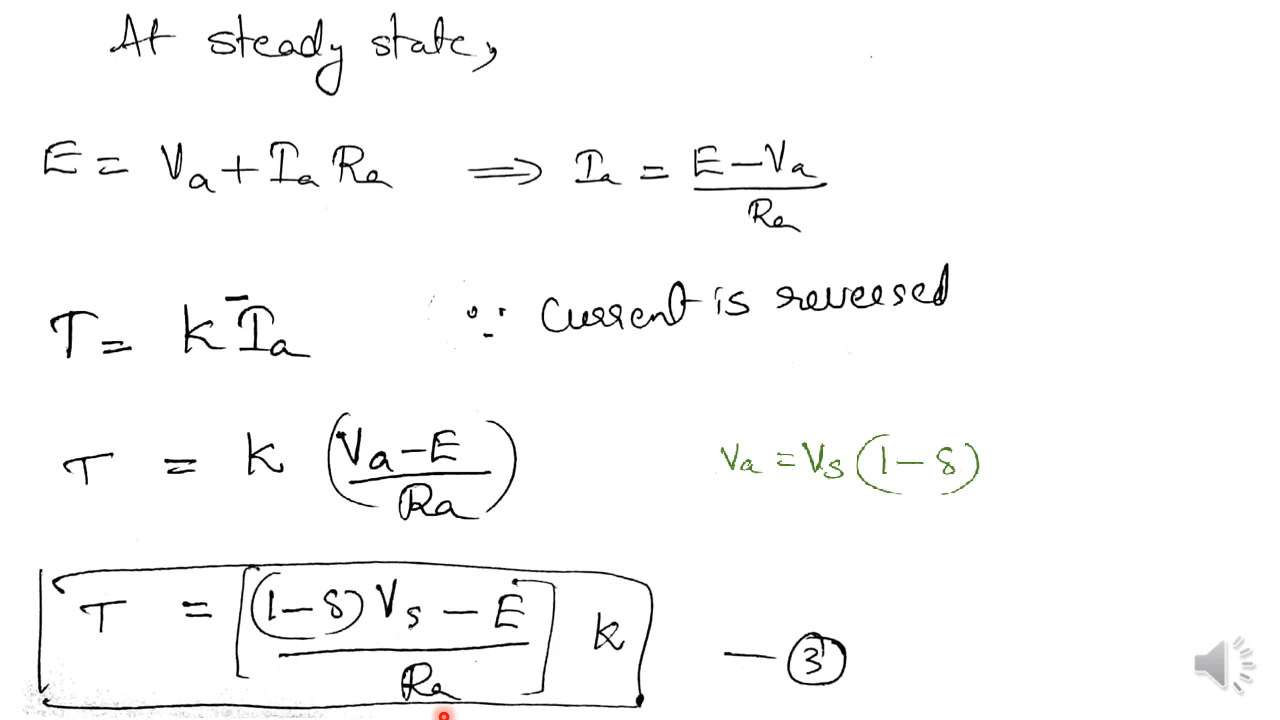 At steady state,
E = Va + Ia Ra ⟹ Ia = (E − Va) / Ra
T = K −Ia ∵ Current is reversed
T = K ((Va − E) / Ra) Va = Vs (1 − δ)
T = [((1 − δ) Vs − E) / Ra] K — ③